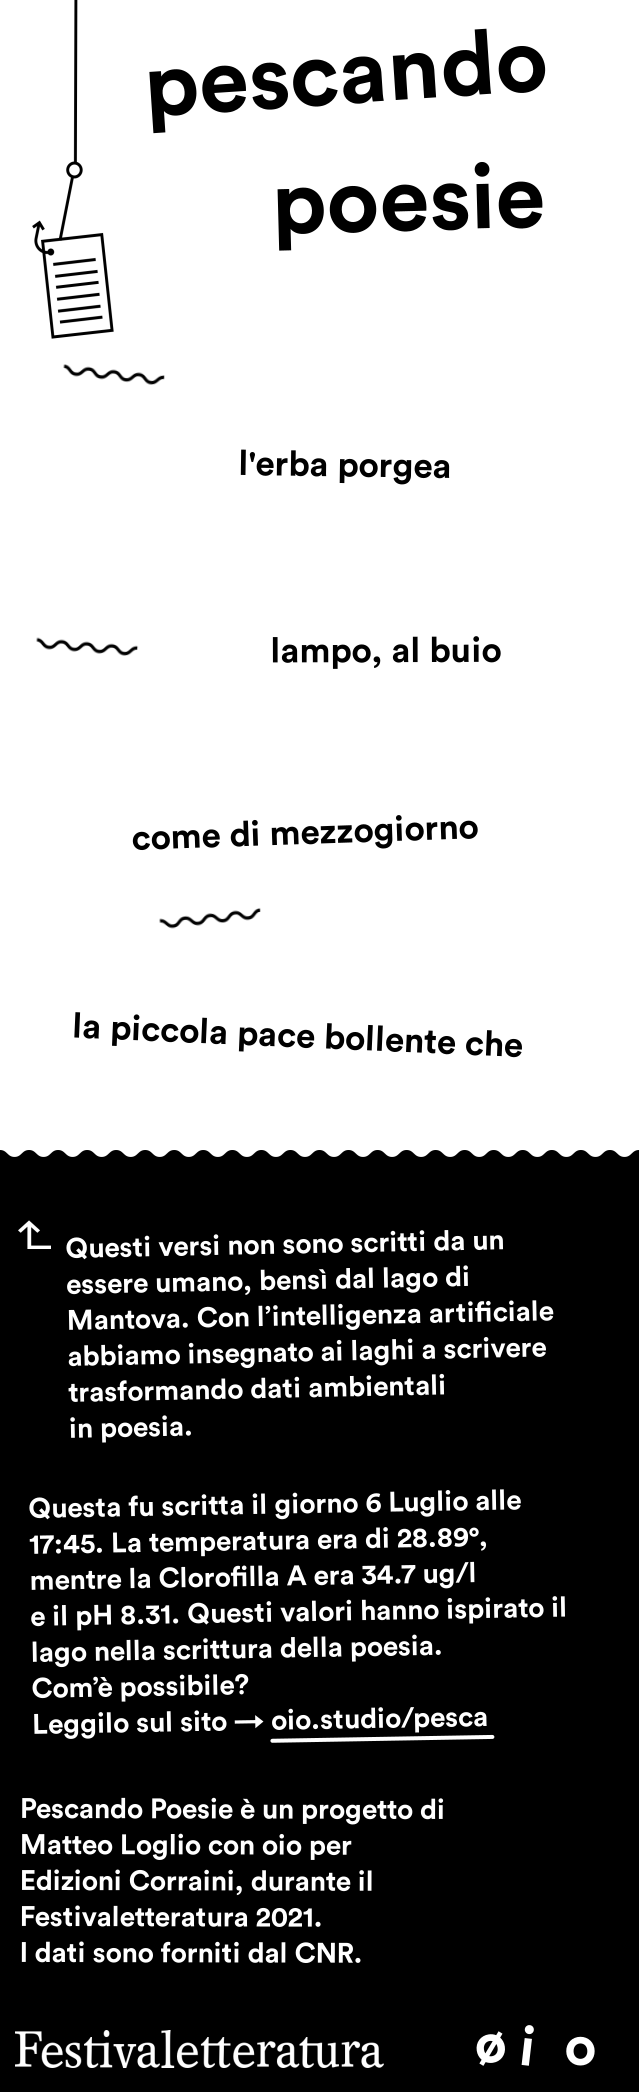 pescando
poesie
l'erba porgea
lampo, al buio
come di mezzogiorno
la piccola pace bollente che
Questi versi non sono scritti da un
essere umano, bensì dal lago di
Mantova. Con l’intelligenza artificiale
abbiamo insegnato ai laghi a scrivere
trasformando dati ambientali
in poesia.
Questa fu scritta il giorno 6 Luglio alle
17:45. La temperatura era di 28.89°,
mentre la Clorofilla A era 34.7 ug/l
e il pH 8.31. Questi valori hanno ispirato il
lago nella scrittura della poesia.
Com’è possibile?
Leggilo sul sito → oio.studio/pesca
Pescando Poesie è un progetto di
Matteo Loglio con oio per
Edizioni Corraini, durante il
Festivaletteratura 2021.
I dati sono forniti dal CNR.
Festivaletteratura øi o